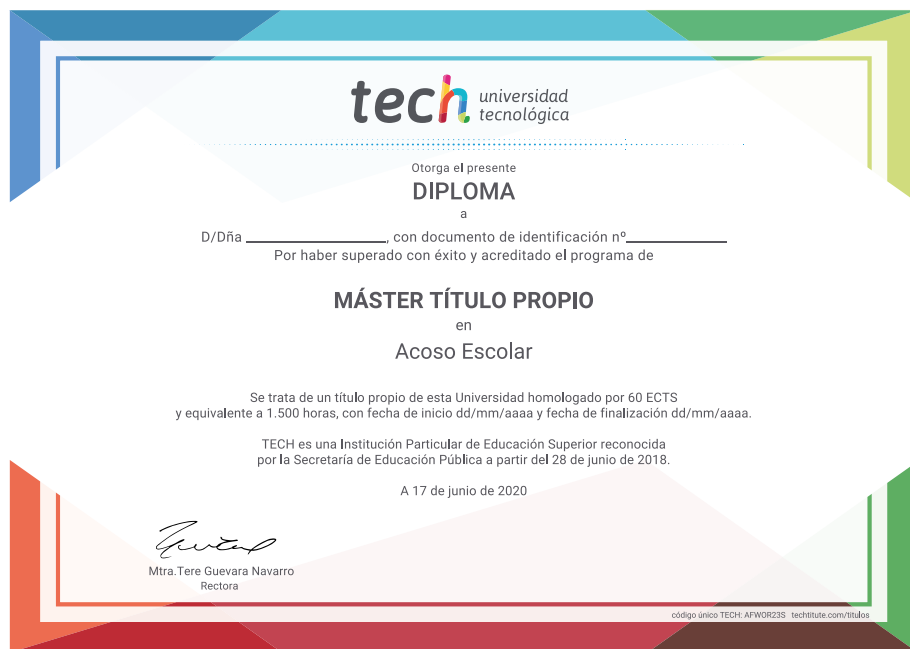 tech universidad
tecnológica
Otorga el presente
DIPLOMA
a
D/Dña ____________, con documento de identificación nº____________
Por haber superado con éxito y acreditado el programa de
MÁSTER TÍTULO PROPIO
en
Acoso Escolar
Se trata de un título propio de esta Universidad homologado por 60 ECTS
y equivalente a 1.500 horas, con fecha de inicio dd/mm/aaaa y fecha de finalización dd/mm/aaaa.
TECH es una Institución Particular de Educación Superior reconocida
por la Secretaría de Educación Pública a partir del 28 de junio de 2018.
A 17 de junio de 2020
Mtra.Tere Guevara Navarro
Rectora
código único TECH: AFWOR23S techtitute.com/titulos